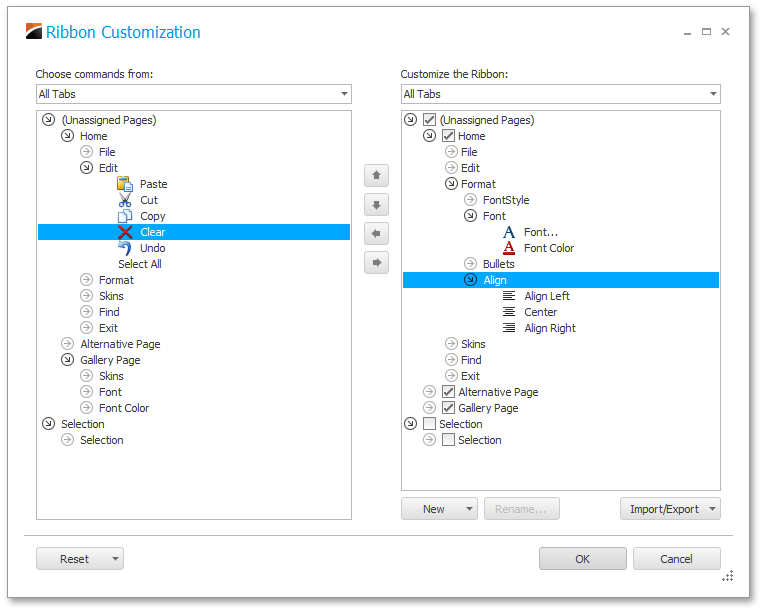 Ribbon Customization
Choose commands from:
All Tabs
(Unassigned Pages)
Home
File
Edit
Paste
Cut
Copy
Clear
Undo
Select All
Format
Skins
Find
Exit
Alternative Page
Gallery Page
Skins
Font
Font Color
Selection
Selection
Customize the Ribbon:
All Tabs
(Unassigned Pages)
Home
File
Edit
Format
FontStyle
Font
A Font...
A Font Color
Bullets
Align
Align Left
Center
Align Right
Skins
Find
Exit
Alternative Page
Gallery Page
Selection
Selection
New
Rename...
Import/Export
Reset
OK
Cancel